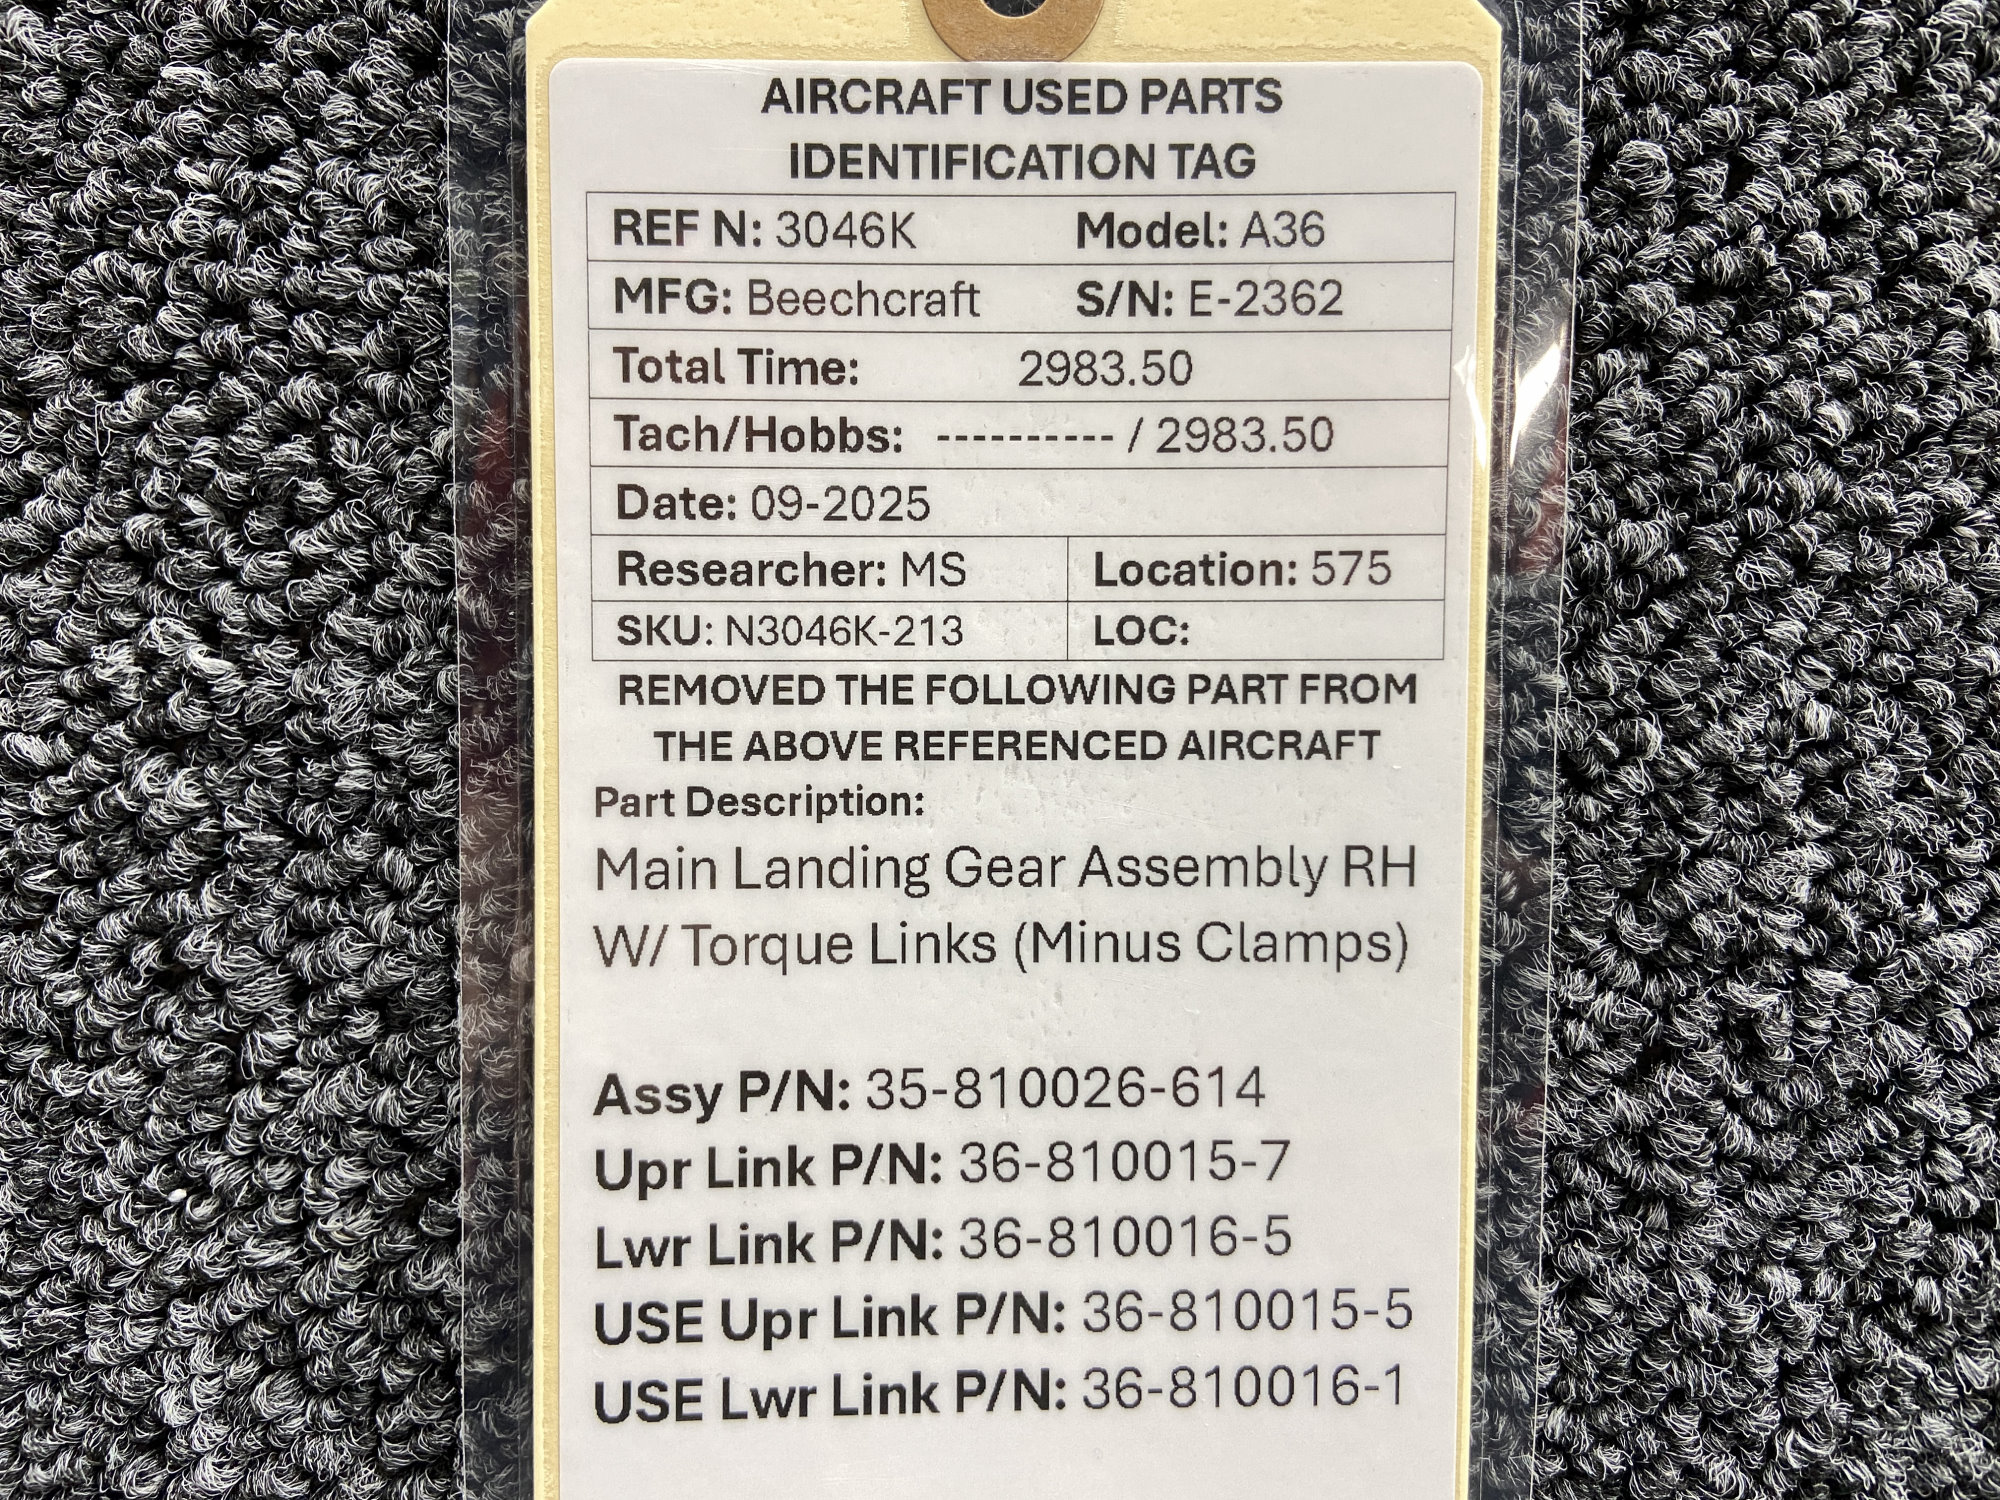 AIRCRAFT USED PARTS
IDENTIFICATION TAG
REF N: 3046K Model: A36
MFG: Beechcraft S/N: E-2362
Total Time: 2983.50
Tach/Hobbs: ---------- / 2983.50
Date: 09-2025
Researcher: MS Location: 575
SKU: N3046K-213 LOC:
REMOVED THE FOLLOWING PART FROM
THE ABOVE REFERENCED AIRCRAFT
Part Description:
Main Landing Gear Assembly RH
W/ Torque Links (Minus Clamps)
Assy P/N: 35-810026-614
Upr Link P/N: 36-810015-7
Lwr Link P/N: 36-810016-5
USE Upr Link P/N: 36-810015-5
USE Lwr Link P/N: 36-810016-1